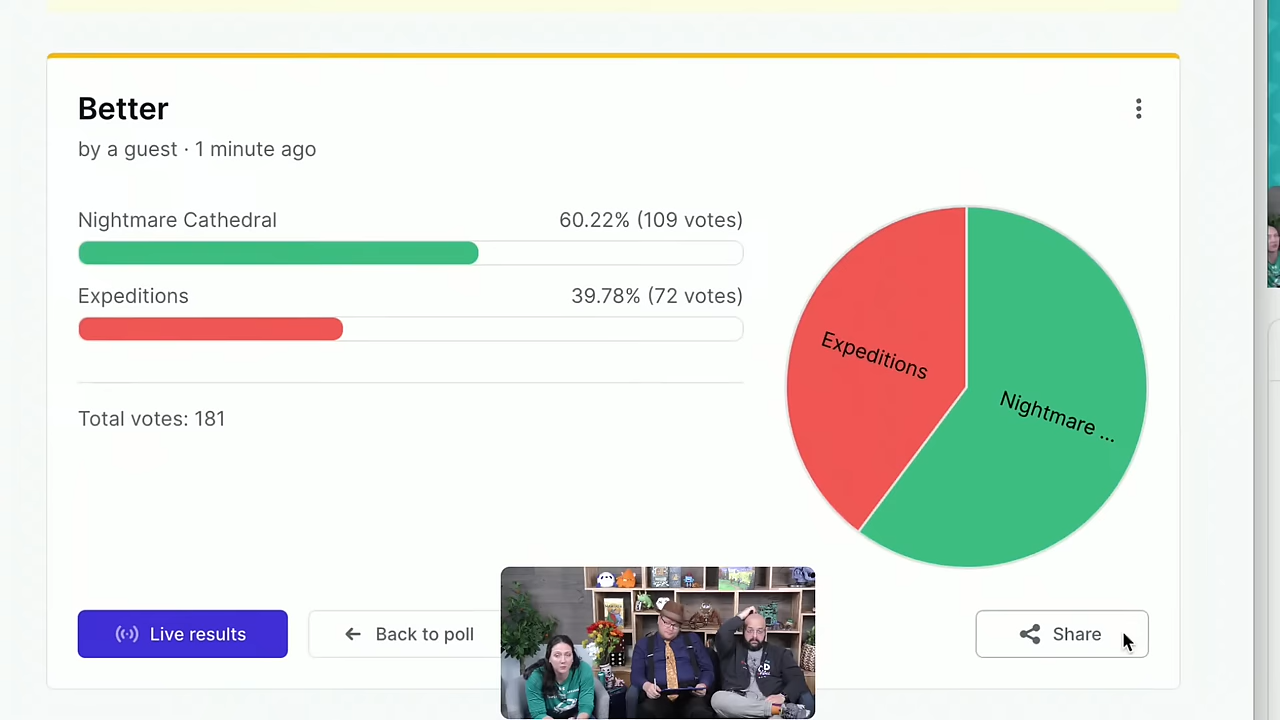 Better
by a guest · 1 minute ago
Nightmare Cathedral 60.22% (109 votes)
Expeditions 39.78% (72 votes)
Total votes: 181
Expeditions
Nightmare ...
Live results
Back to poll
Share